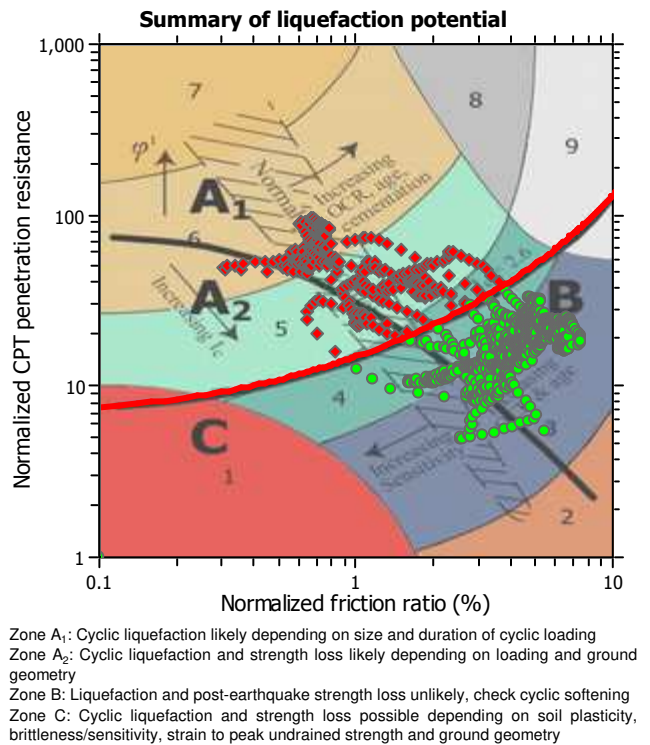 Summary of liquefaction potential
Normalized CPT penetration resistance
1,000
100
10
1
7
8
9
φ'
A₁
Increasing
OCR, age,
cementation
6
A₂
Increasing Ic
5
B
C
1
4
Increasing
Sensitivity
2
0.1
1
10
Normalized friction ratio (%)
Zone A₁: Cyclic liquefaction likely depending on size and duration of cyclic loading
Zone A₂: Cyclic liquefaction and strength loss likely depending on loading and ground
geometry
Zone B: Liquefaction and post-earthquake strength loss unlikely, check cyclic softening
Zone C: Cyclic liquefaction and strength loss possible depending on soil plasticity,
brittleness/sensitivity, strain to peak undrained strength and ground geometry